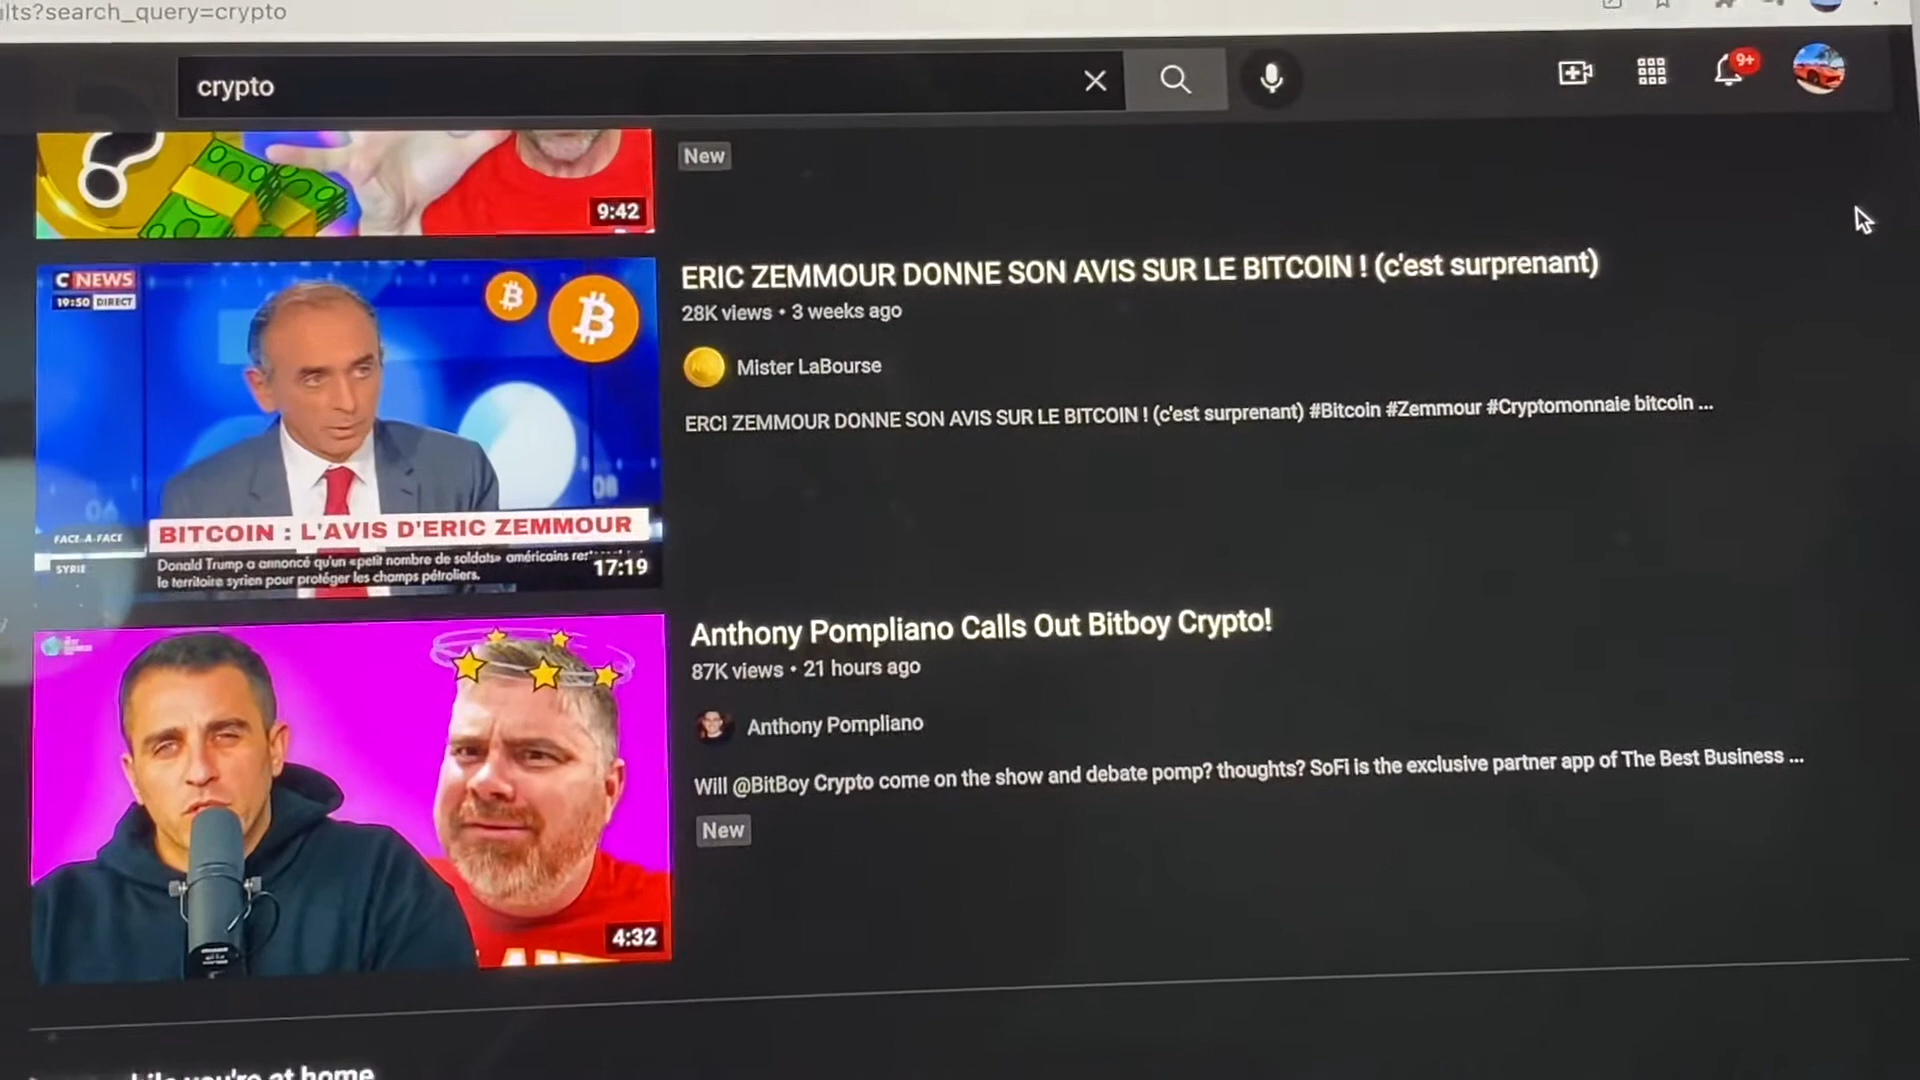 lts?search_query=crypto
crypto
9+
9:42
New
C NEWS
19:50 DIRECT
06
08
BITCOIN : L'AVIS D'ERIC ZEMMOUR
FACE-A-FACE
SYRIE
Donald Trump a annoncé qu'un «petit nombre de soldats» américains res
le territoire syrien pour protéger les champs pétroliers.
17:19
ERIC ZEMMOUR DONNE SON AVIS SUR LE BITCOIN ! (c'est surprenant)
28K views • 3 weeks ago
Mister LaBourse
ERCI ZEMMOUR DONNE SON AVIS SUR LE BITCOIN ! (c'est surprenant) #Bitcoin #Zemmour #Cryptomonnaie bitcoin ...
4:32
Anthony Pompliano Calls Out Bitboy Crypto!
87K views • 21 hours ago
Anthony Pompliano
Will @BitBoy Crypto come on the show and debate pomp? thoughts? SoFi is the exclusive partner app of The Best Business ...
New
you're at home